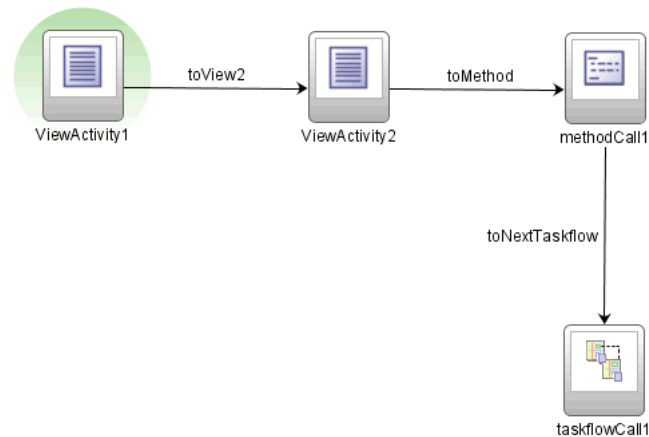 toView2
toMethod
ViewActivity1
ViewActivity2
methodCall1
toNextTaskflow
taskflowCall1